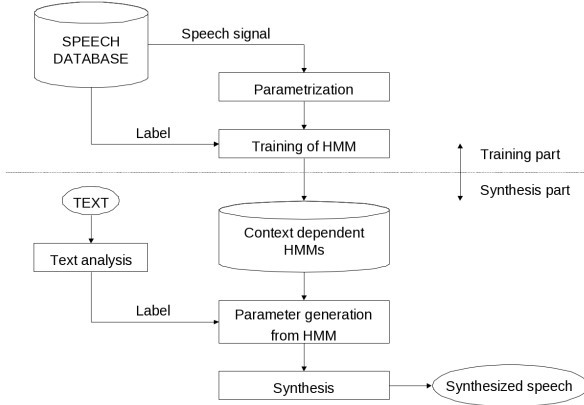 SPEECH
DATABASE
Speech signal
Parametrization
Label
Training of HMM
Training part
Synthesis part
TEXT
Text analysis
Context dependent
HMMs
Label
Parameter generation
from HMM
Synthesis
Synthesized speech